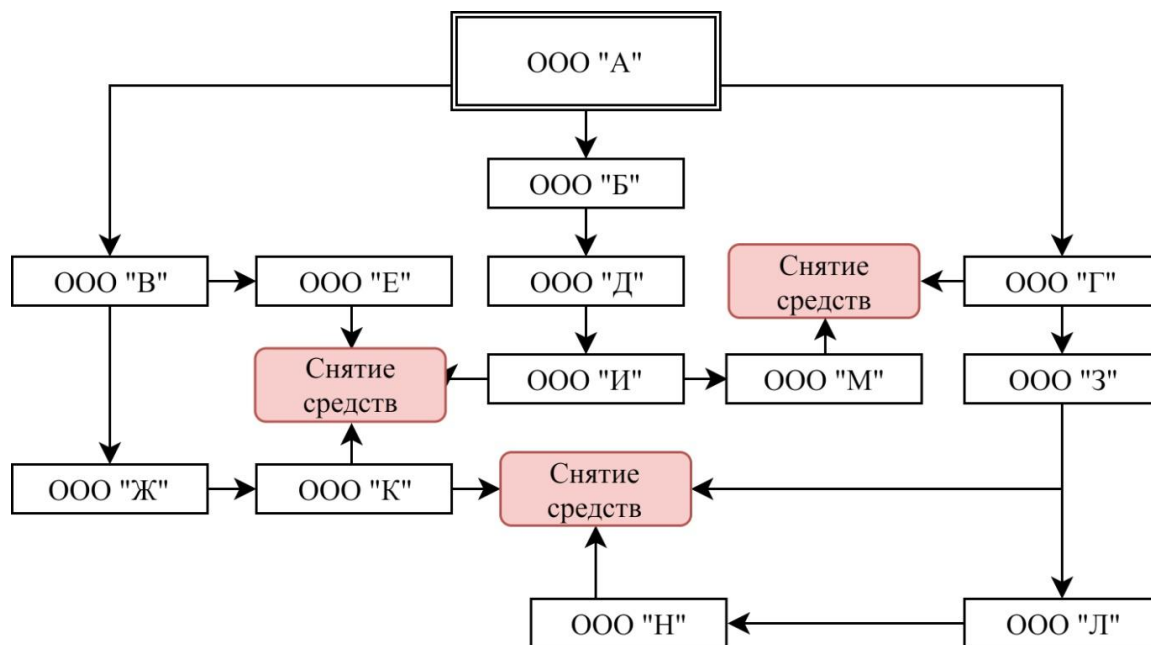 ООО "А"
ООО "Б"
ООО "В"
ООО "Е"
ООО "Д"
Снятие
средств
ООО "Г"
Снятие
средств
ООО "И"
ООО "М"
ООО "З"
ООО "Ж"
ООО "К"
Снятие
средств
ООО "Н"
ООО "Л"